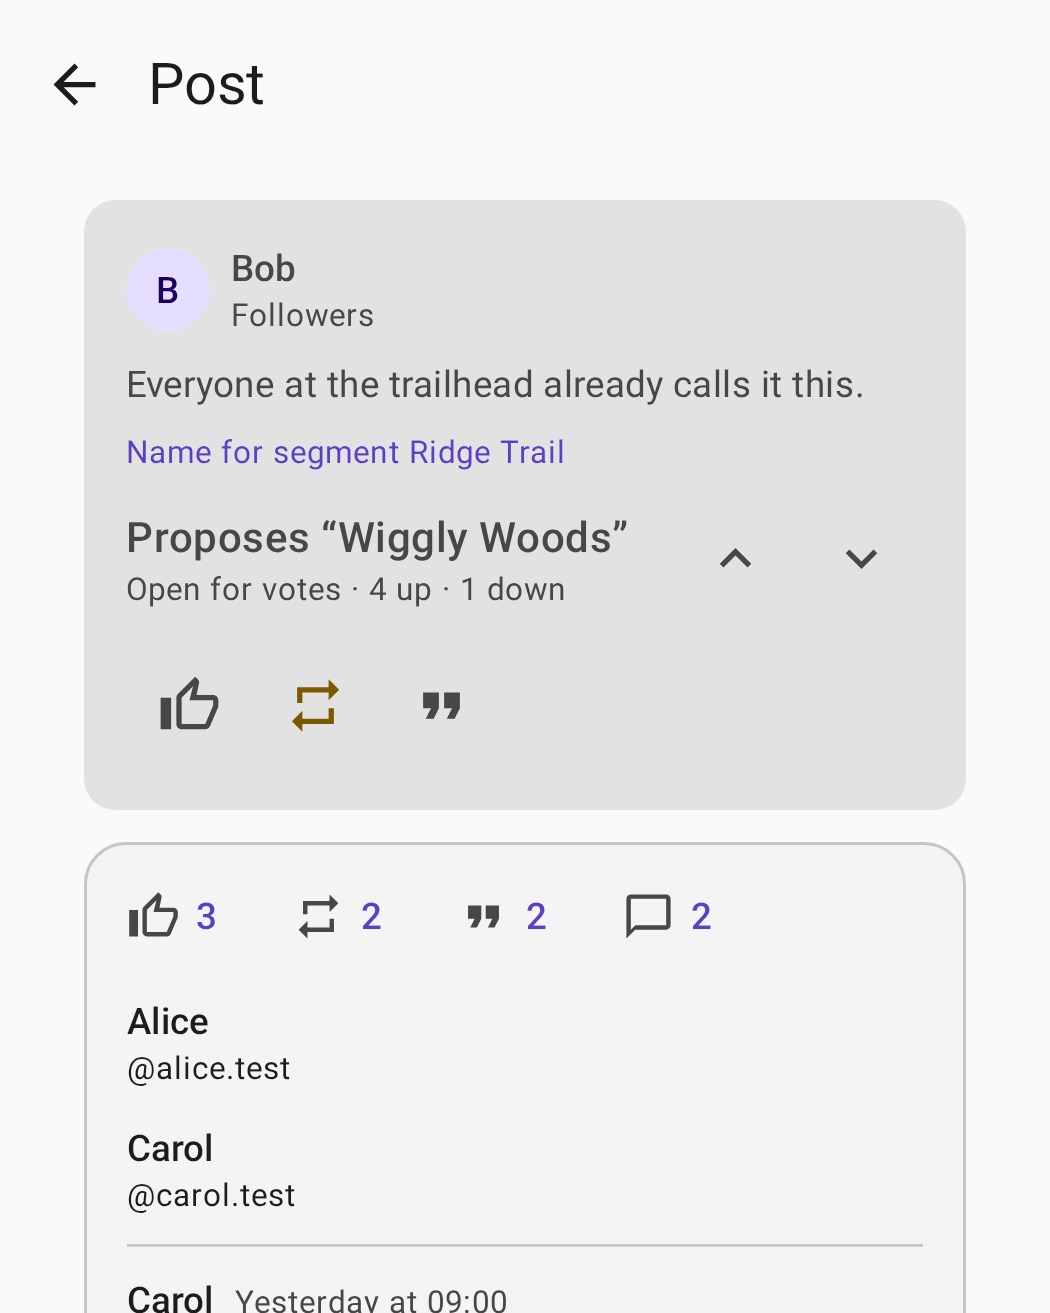 Post
B
Bob
Followers
Everyone at the trailhead already calls it this.
Name for segment Ridge Trail
Proposes “Wiggly Woods”
Open for votes · 4 up · 1 down
3 2 2 2
Alice
@alice.test
Carol
@carol.test
Carol Yesterday at 09:00